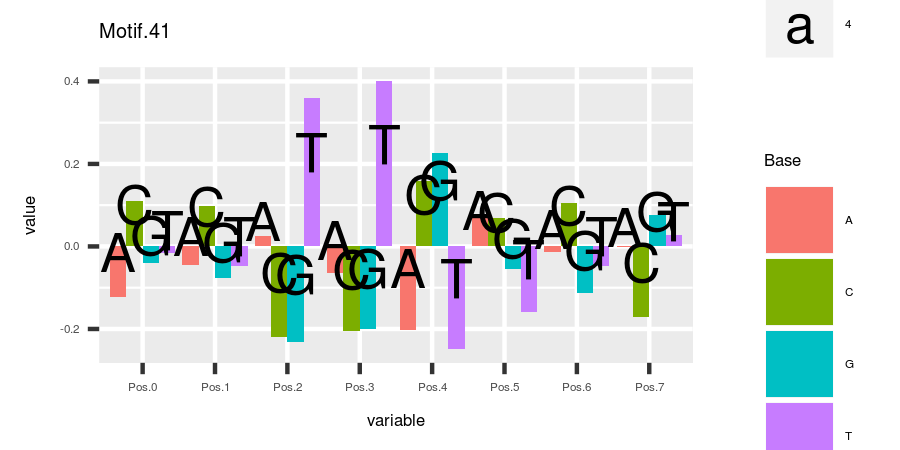 Motif.41
a 4
0.4
0.2
0.0
-0.2
value
A C G T A C G T A C G T A C G T A C G T A C G T A C G T A C G T
Pos.0 Pos.1 Pos.2 Pos.3 Pos.4 Pos.5 Pos.6 Pos.7
variable
Base
A
C
G
T